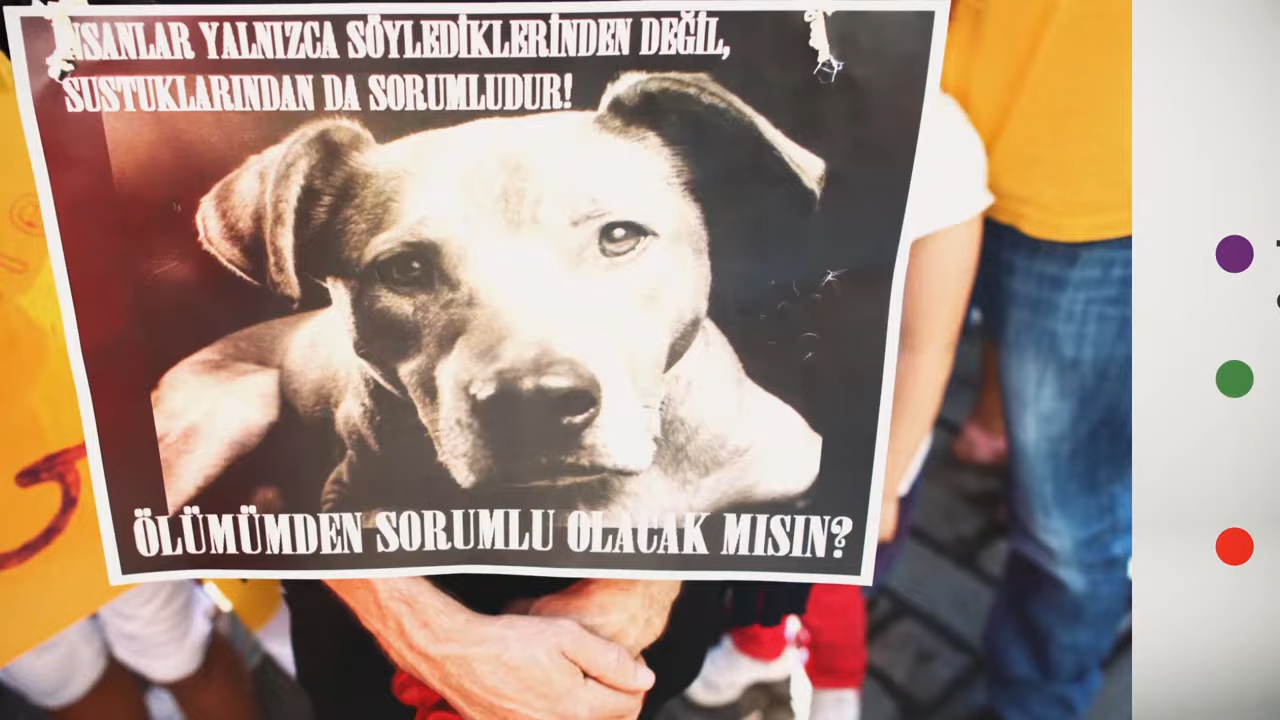 İNSANLAR YALNIZCA SÖYLEDİKLERİNDEN DEĞİL,
SUSTUKLARINDAN DA SORUMLUDUR!
ÖLÜMÜMDEN SORUMLU OLACAK MISIN?